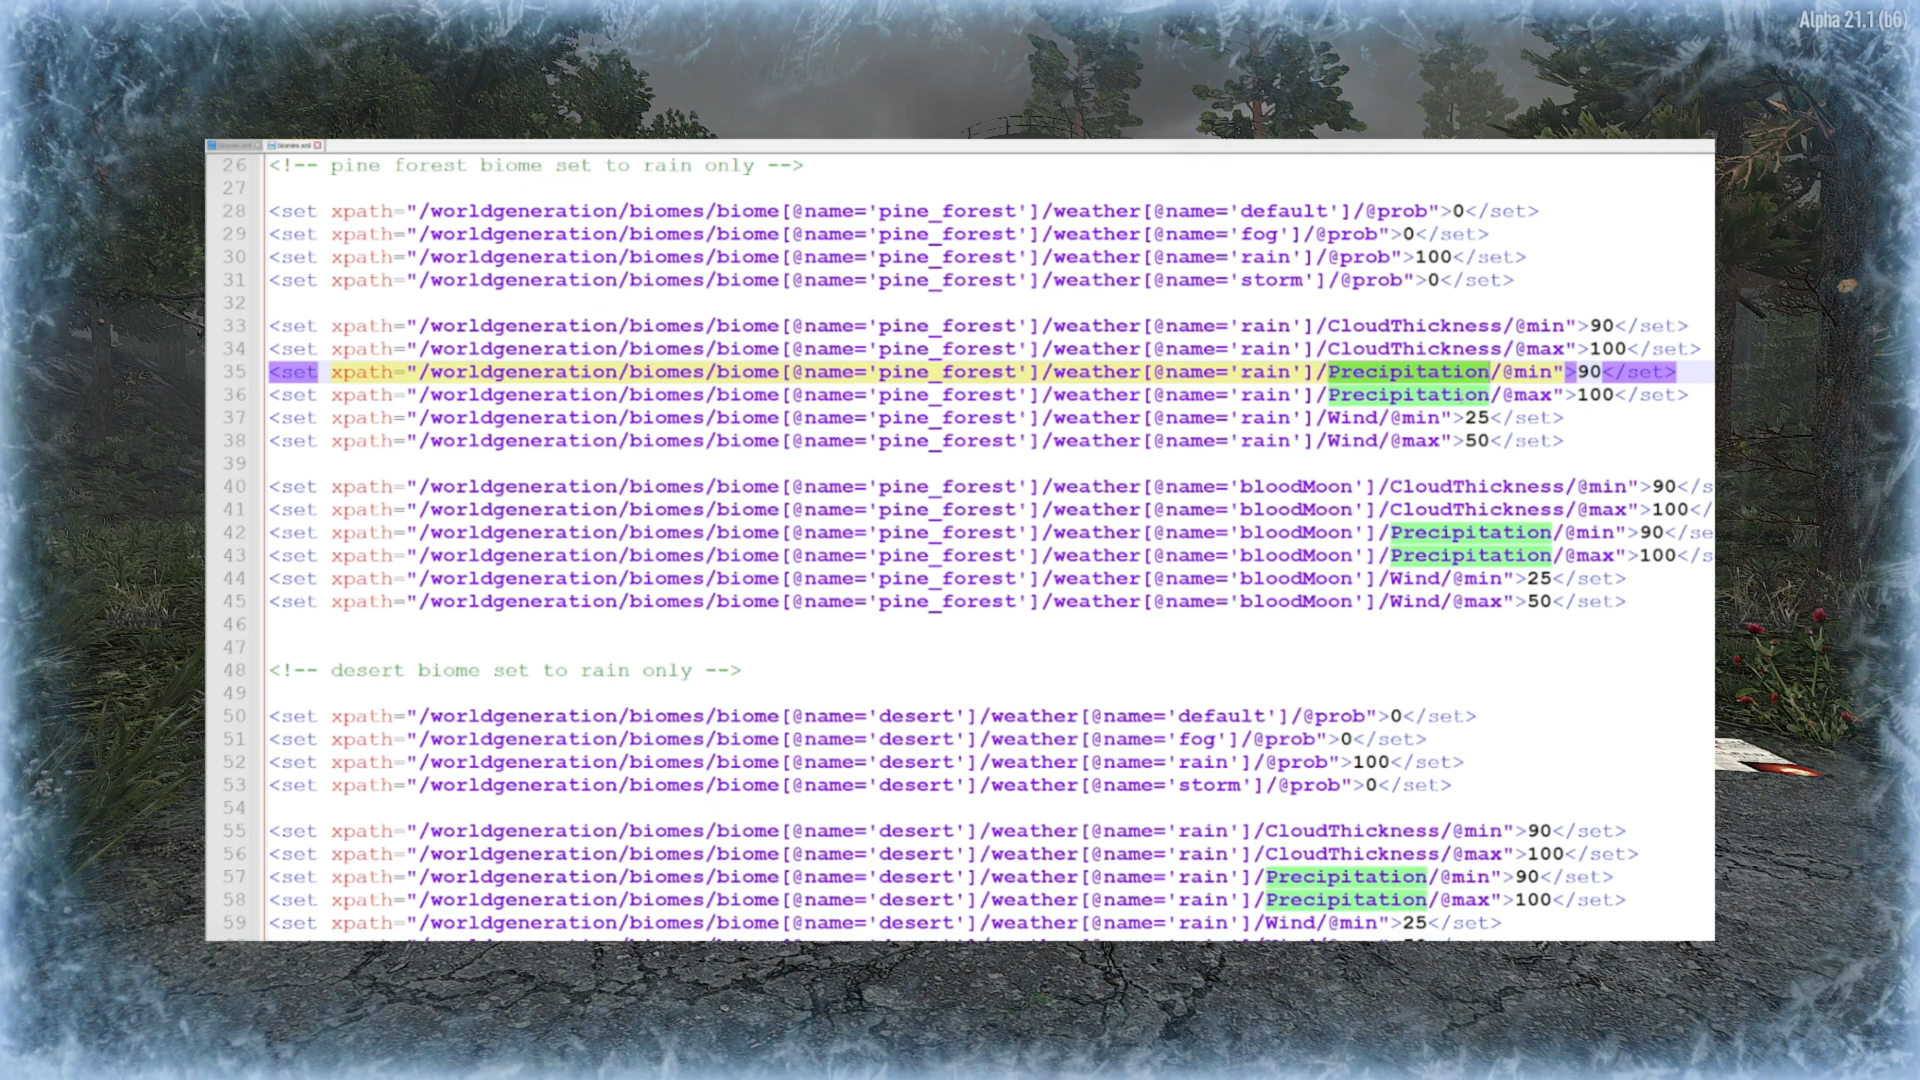 Alpha 21.1 (b6)
biomes.xml
26 <!-- pine forest biome set to rain only -->
27
28 <set xpath="/worldgeneration/biomes/biome[@name='pine_forest']/weather[@name='default']/@prob">0</set>
29 <set xpath="/worldgeneration/biomes/biome[@name='pine_forest']/weather[@name='fog']/@prob">0</set>
30 <set xpath="/worldgeneration/biomes/biome[@name='pine_forest']/weather[@name='rain']/@prob">100</set>
31 <set xpath="/worldgeneration/biomes/biome[@name='pine_forest']/weather[@name='storm']/@prob">0</set>
32
33 <set xpath="/worldgeneration/biomes/biome[@name='pine_forest']/weather[@name='rain']/CloudThickness/@min">90</set>
34 <set xpath="/worldgeneration/biomes/biome[@name='pine_forest']/weather[@name='rain']/CloudThickness/@max">100</set>
35 <set xpath="/worldgeneration/biomes/biome[@name='pine_forest']/weather[@name='rain']/Precipitation/@min">90</set>
36 <set xpath="/worldgeneration/biomes/biome[@name='pine_forest']/weather[@name='rain']/Precipitation/@max">100</set>
37 <set xpath="/worldgeneration/biomes/biome[@name='pine_forest']/weather[@name='rain']/Wind/@min">25</set>
38 <set xpath="/worldgeneration/biomes/biome[@name='pine_forest']/weather[@name='rain']/Wind/@max">50</set>
39
40 <set xpath="/worldgeneration/biomes/biome[@name='pine_forest']/weather[@name='bloodMoon']/CloudThickness/@min">90</s
41 <set xpath="/worldgeneration/biomes/biome[@name='pine_forest']/weather[@name='bloodMoon']/CloudThickness/@max">100</
42 <set xpath="/worldgeneration/biomes/biome[@name='pine_forest']/weather[@name='bloodMoon']/Precipitation/@min">90</se
43 <set xpath="/worldgeneration/biomes/biome[@name='pine_forest']/weather[@name='bloodMoon']/Precipitation/@max">100</s
44 <set xpath="/worldgeneration/biomes/biome[@name='pine_forest']/weather[@name='bloodMoon']/Wind/@min">25</set>
45 <set xpath="/worldgeneration/biomes/biome[@name='pine_forest']/weather[@name='bloodMoon']/Wind/@max">50</set>
46
47
48 <!-- desert biome set to rain only -->
49
50 <set xpath="/worldgeneration/biomes/biome[@name='desert']/weather[@name='default']/@prob">0</set>
51 <set xpath="/worldgeneration/biomes/biome[@name='desert']/weather[@name='fog']/@prob">0</set>
52 <set xpath="/worldgeneration/biomes/biome[@name='desert']/weather[@name='rain']/@prob">100</set>
53 <set xpath="/worldgeneration/biomes/biome[@name='desert']/weather[@name='storm']/@prob">0</set>
54
55 <set xpath="/worldgeneration/biomes/biome[@name='desert']/weather[@name='rain']/CloudThickness/@min">90</set>
56 <set xpath="/worldgeneration/biomes/biome[@name='desert']/weather[@name='rain']/CloudThickness/@max">100</set>
57 <set xpath="/worldgeneration/biomes/biome[@name='desert']/weather[@name='rain']/Precipitation/@min">90</set>
58 <set xpath="/worldgeneration/biomes/biome[@name='desert']/weather[@name='rain']/Precipitation/@max">100</set>
59 <set xpath="/worldgeneration/biomes/biome[@name='desert']/weather[@name='rain']/Wind/@min">25</set>